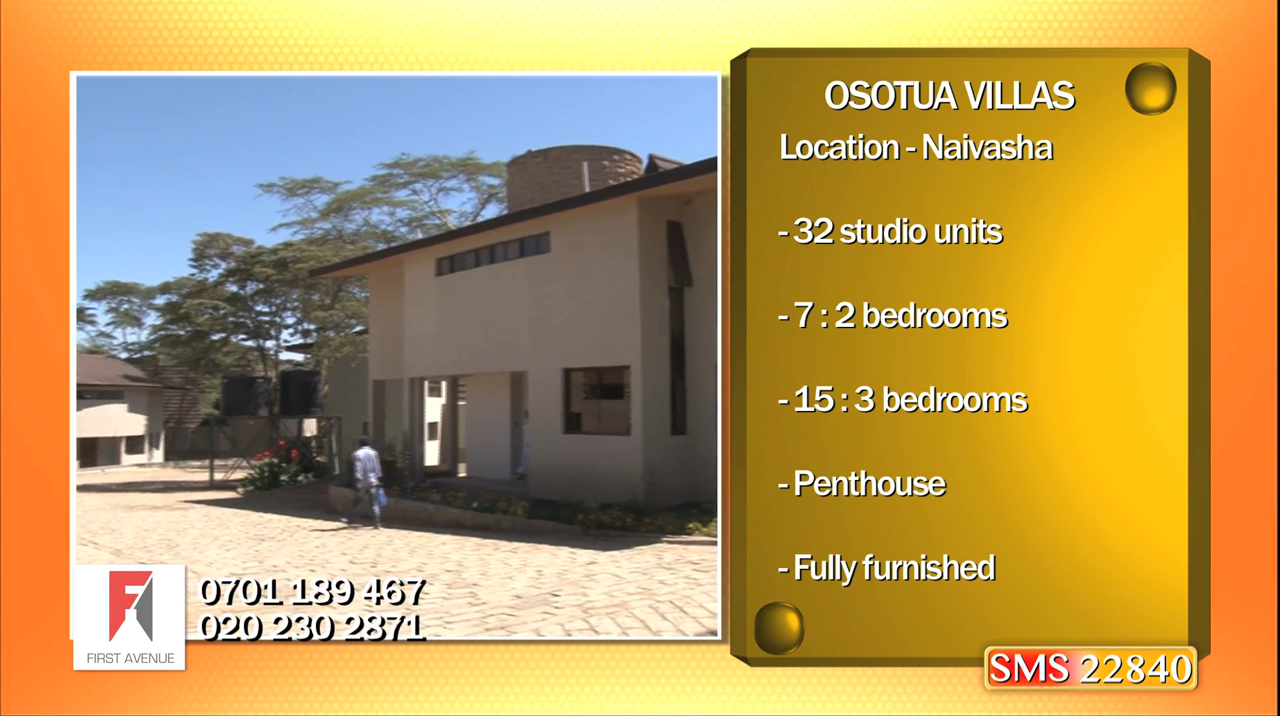 OSOTUA VILLAS
Location - Naivasha
- 32 studio units
- 7 : 2 bedrooms
- 15 : 3 bedrooms
- Penthouse
- Fully furnished
0701 189 467
020 230 2871
FIRST AVENUE
SMS 22840